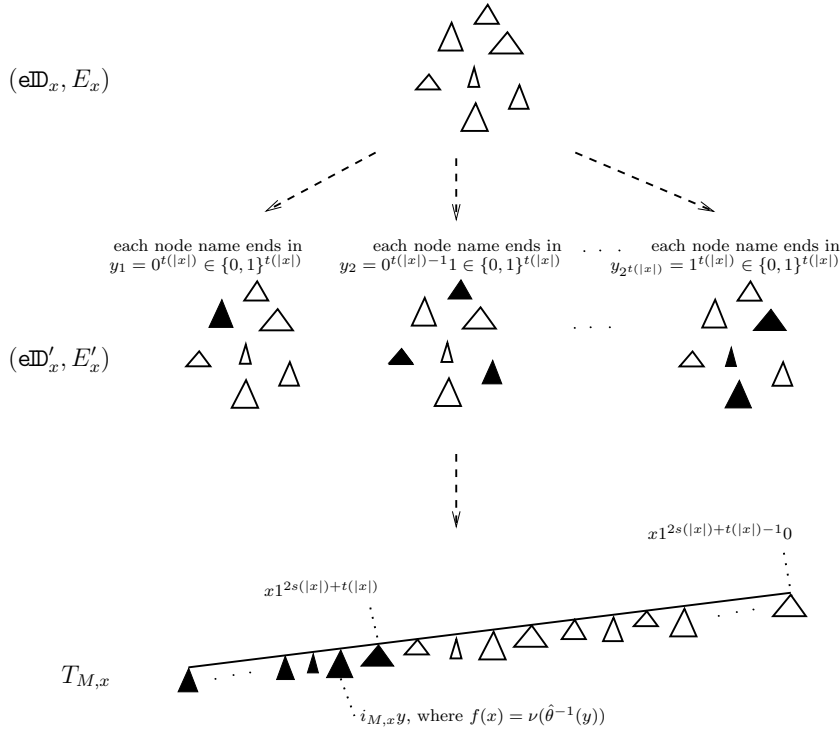 (eID_x, E_x)
each node name ends in
y_1 = 0^{t(|x|)} ∈ {0,1}^{t(|x|)}
each node name ends in
y_2 = 0^{t(|x|)-1}1 ∈ {0,1}^{t(|x|)}
. . .
each node name ends in
y_{2^{t(|x|)}} = 1^{t(|x|)} ∈ {0,1}^{t(|x|)}
(eID'_x, E'_x)
. . .
x1^{2s(|x|)+t(|x|)-1}0
x1^{2s(|x|)+t(|x|)}
T_{M,x}
i_{M,x}y, where f(x) = ν(θ̂^{-1}(y))